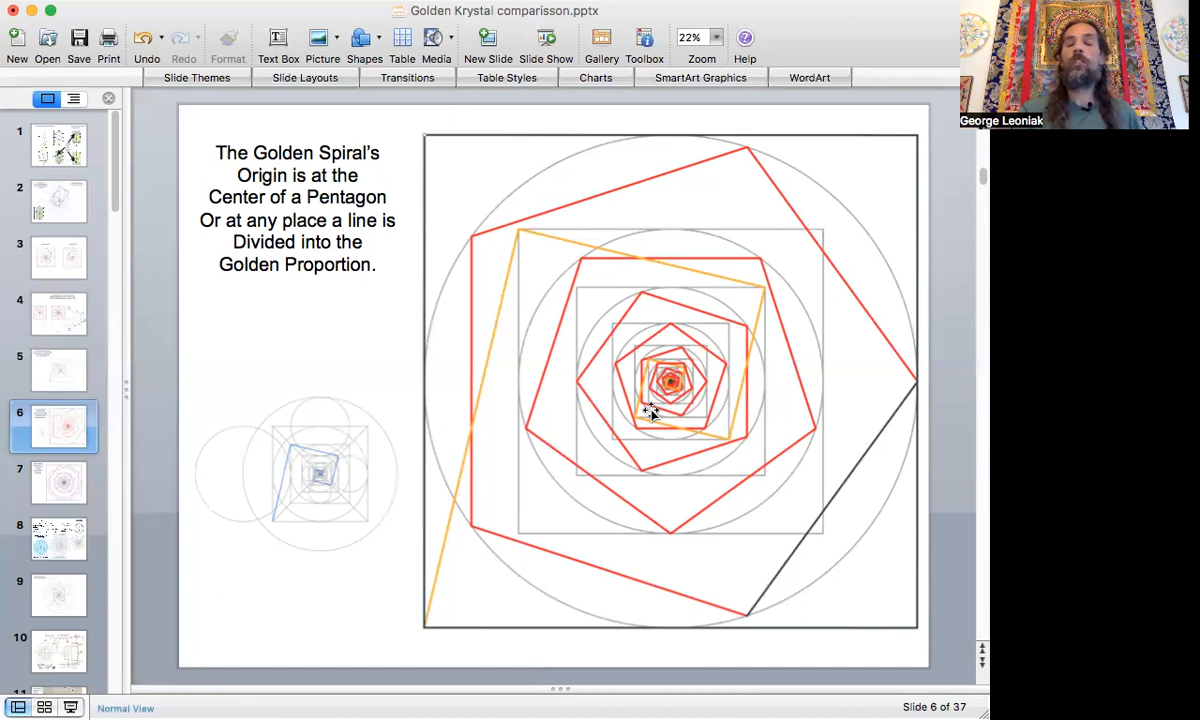 Golden Krystal comparisson.pptx
New Open Save Print Undo Redo Format Text Box Picture Shapes Table Media New Slide Slide Show Gallery Toolbox 22% Zoom Help
Slide Themes Slide Layouts Transitions Table Styles Charts SmartArt Graphics WordArt
George Leoniak
1
2
3
4
5
6
7
8
9
10
11
The Golden Spiral's
Origin is at the
Center of a Pentagon
Or at any place a line is
Divided into the
Golden Proportion.
Normal View
Slide 6 of 37